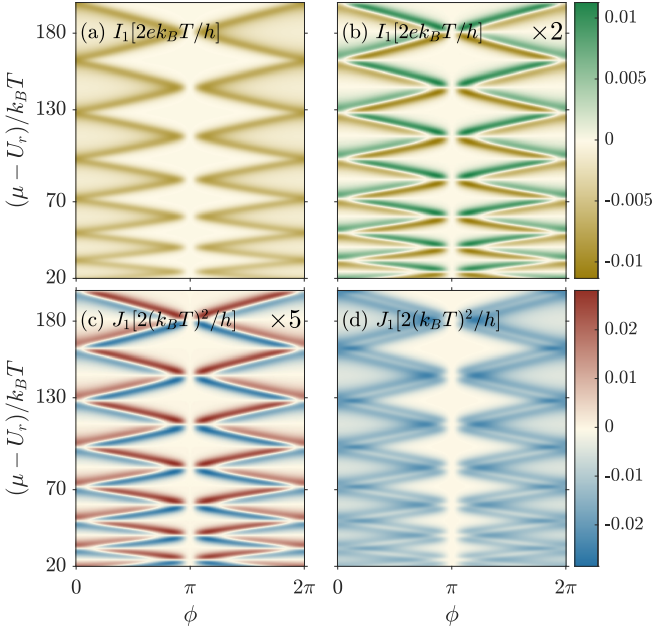 (a) I₁[2ek_BT/h]
(b) I₁[2ek_BT/h] ×2
180
130
70
20
(μ − U_r)/k_BT
0.01
0.005
0
-0.005
-0.01
(c) J₁[2(k_BT)²/h] ×5
(d) J₁[2(k_BT)²/h]
180
130
70
20
(μ − U_r)/k_BT
0.02
0.01
0
-0.01
-0.02
0 π 2π
0 π 2π
ϕ
ϕ